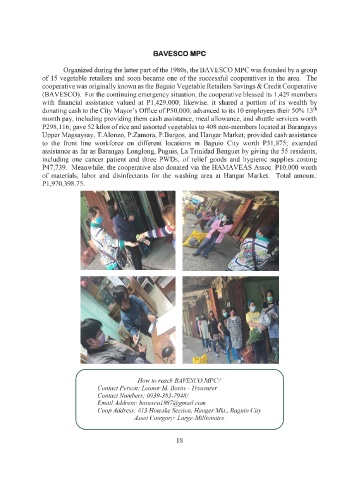 BAVESCO MPC
Organized during the latter part of the 1980s, the BAVESCO MPC was founded by a group
of 15 vegetable retailers and soon became one of the successful cooperatives in the area. The
cooperative was originally known as the Baguio Vegetable Retailers Savings & Credit Cooperative
(BAVESCO). For the continuing emergency situation, the cooperative blessed its 1,429 members
with financial assistance valued at P1,429,000; likewise, it shared a portion of its wealth by
donating cash to the City Mayor's Office of P50,000; advanced to its 10 employees their 50% 13th
month pay, including providing them cash assistance, meal allowance, and shuttle services worth
P298,116; gave 52 kilos of rice and assorted vegetables to 408 non-members located at Barangays
Upper Magsaysay, T.Alonzo, P.Zamora, P.Burgos, and Hangar Market; provided cash assistance
to the front line workforce on different locations in Baguio City worth P31,875; extended
assistance as far as Barangay Longlong, Puguis, La Trinidad Benguet by giving the 55 residents,
including one cancer patient and three PWDs, of relief goods and hygienic supplies costing
P47,739. Meanwhile, the cooperative also donated via the HAMAVEAS Assoc. P10,000 worth
of materials, labor and disinfectants for the washing area at Hangar Market. Total amount:
P1,970,398.75.
How to reach BAVESCO MPC?
Contact Person: Leonor M. - Treasurer
Contact Numbers: 0939-383-7948/
Email Address: bavesco1987@gmail.com
Coop Address: #13 Section, Hangar Mkt., Baguio City
Asset Category: Large-Millionaire
18